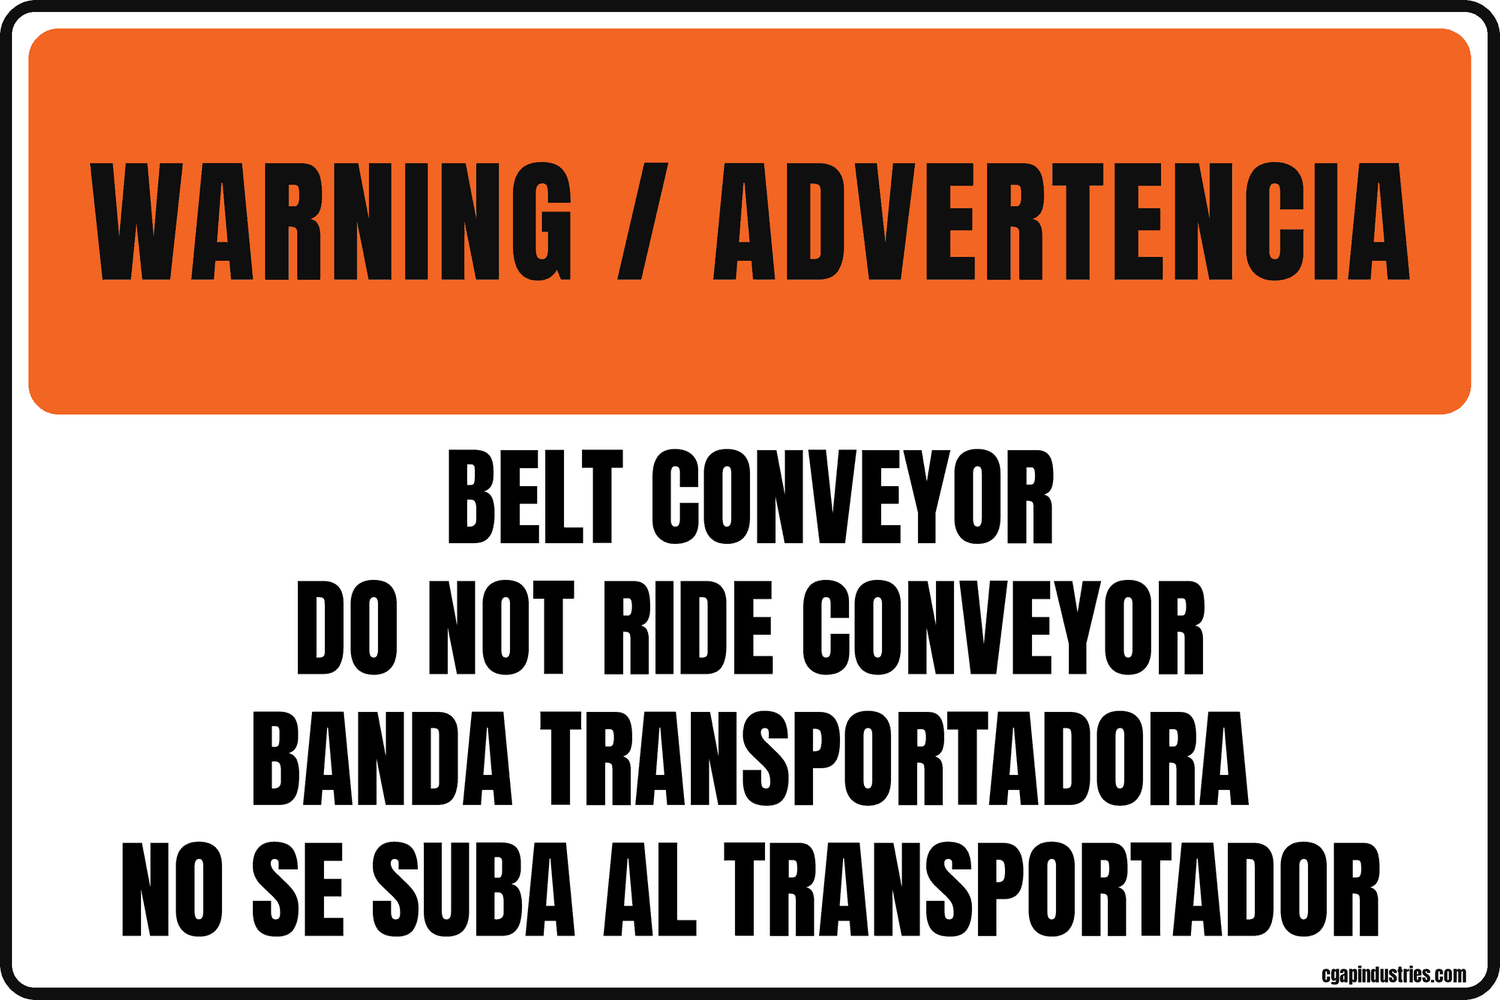 WARNING / ADVERTENCIA
BELT CONVEYOR
DO NOT RIDE CONVEYOR
BANDA TRANSPORTADORA
NO SE SUBA AL TRANSPORTADOR
cgapindustries.com